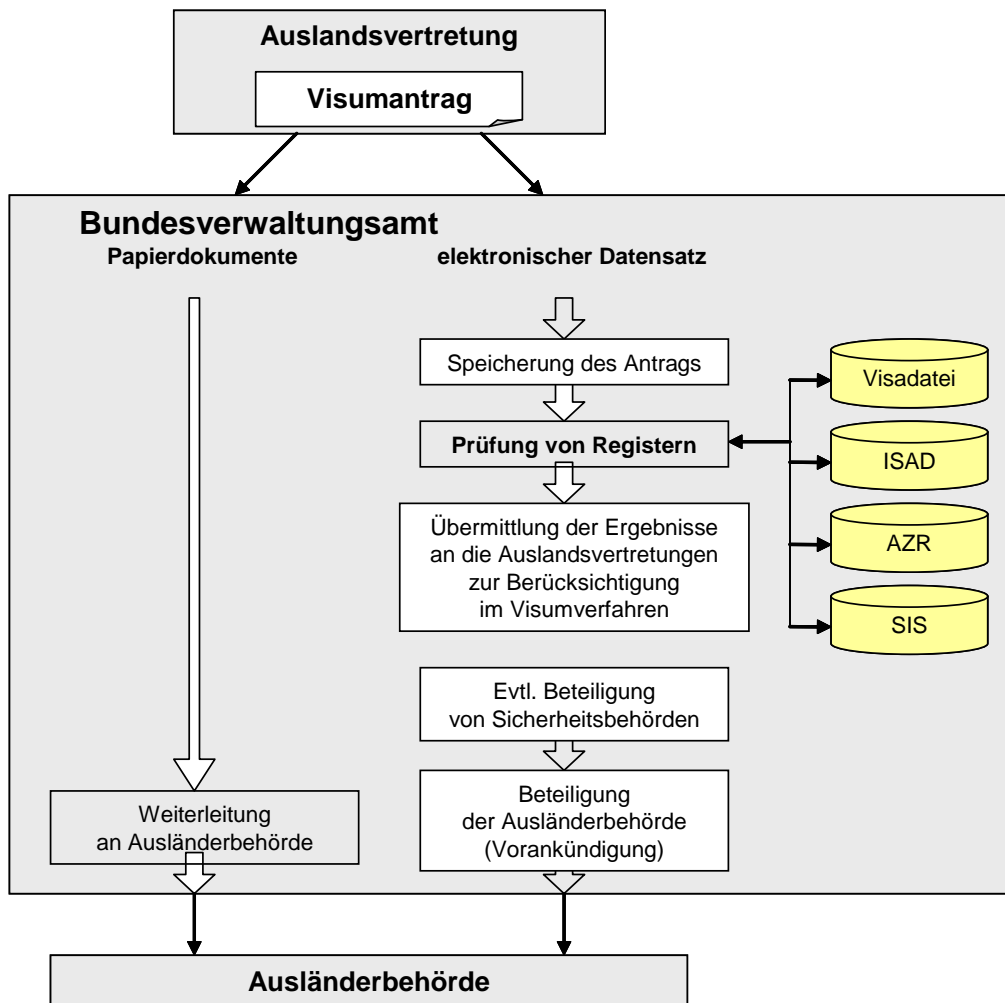 Auslandsvertretung
Visumantrag
Bundesverwaltungsamt
Papierdokumente
elektronischer Datensatz
Speicherung des Antrags
Prüfung von Registern
Übermittlung der Ergebnisse
an die Auslandsvertretungen
zur Berücksichtigung
im Visumverfahren
Visadatei
ISAD
AZR
SIS
Evtl. Beteiligung
von Sicherheitsbehörden
Weiterleitung
an Ausländerbehörde
Beteiligung
der Ausländerbehörde
(Vorankündigung)
Ausländerbehörde